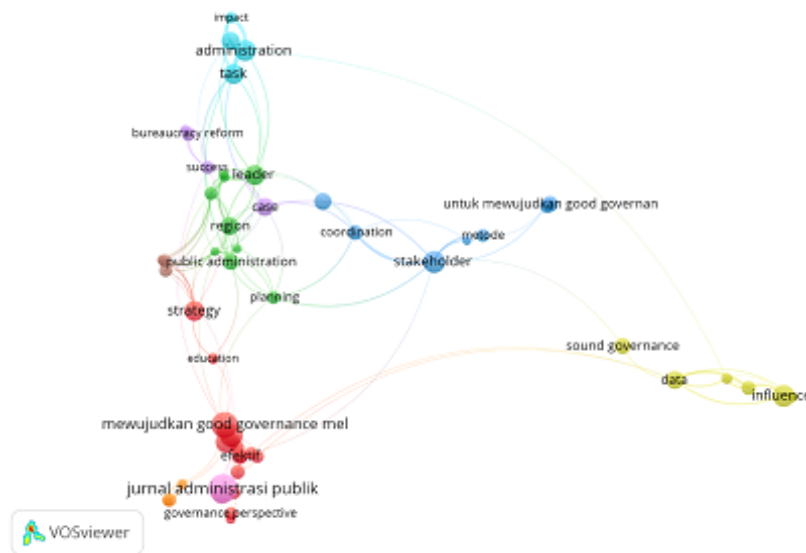 impact
administration
task
bureaucracy reform
success
leader
case
untuk mewujudkan good governan
region
coordination
metode
public administration
stakeholder
planning
strategy
sound governance
education
data
influence
mewujudkan good governance mel
efektif
jurnal administrasi publik
governance perspective
VOSviewer